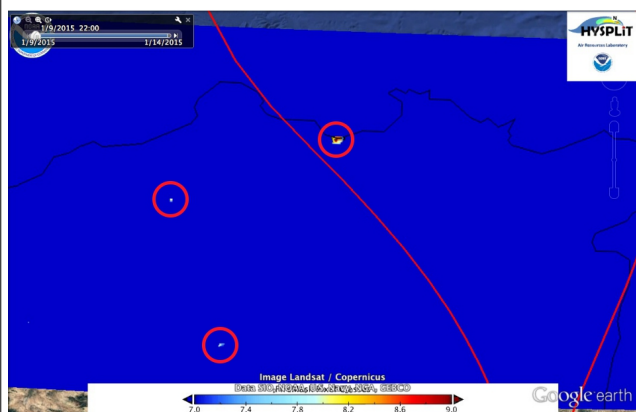 1/9/2015 22:00
1/9/2015
1/14/2015
N
HYSPLIT
Air Resources Laboratory
Image Landsat / Copernicus
Data SIO, NOAA, U.S. Navy, NGA, GEBCO
Google earth
7.0 7.4 7.8 8.2 8.6 9.0